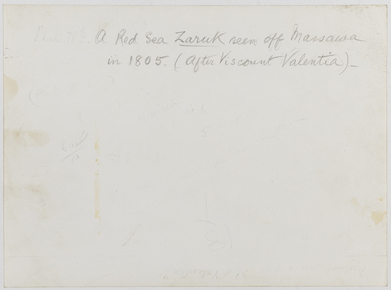 A Red Sea Zaruk seen off Massawa
in 1805. (After Viscount Valentia)_